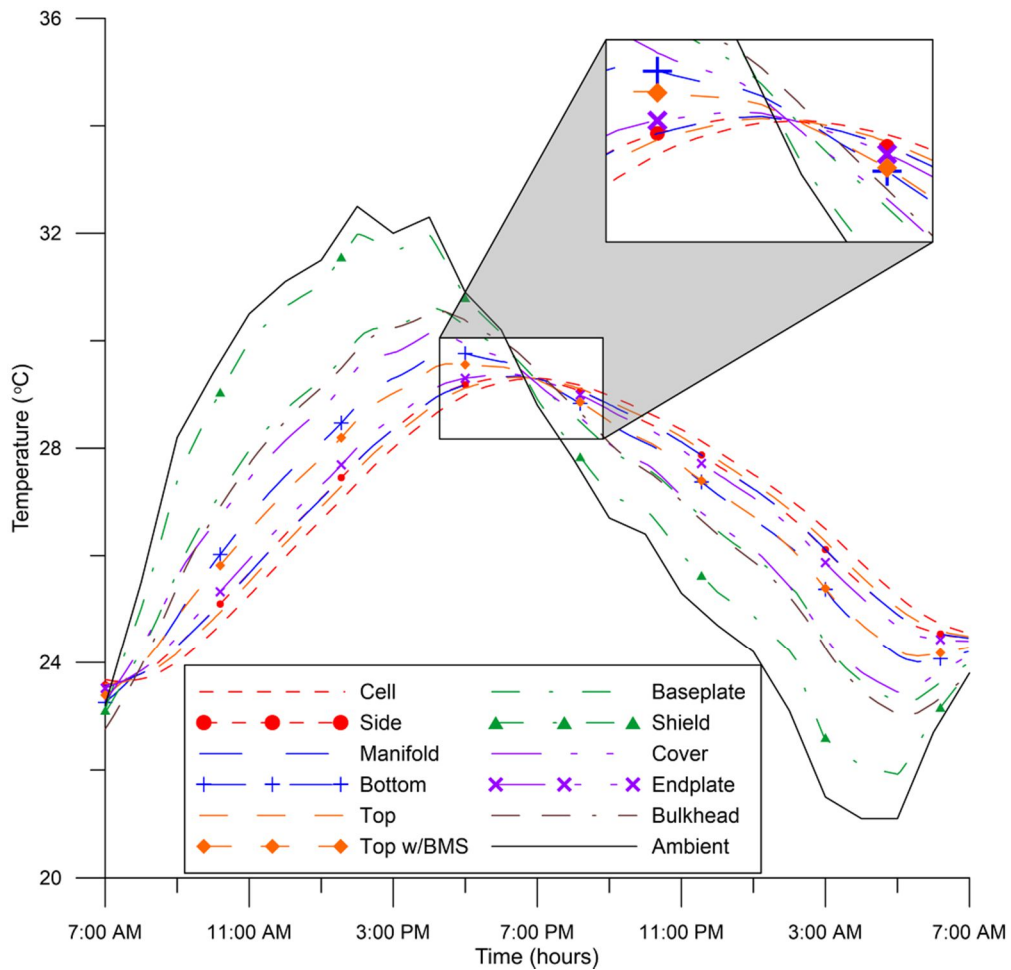 36
32
28
24
20
Temperature (°C)
Cell
Side
Manifold
Bottom
Top
Top w/BMS
Baseplate
Shield
Cover
Endplate
Bulkhead
Ambient
7:00 AM 11:00 AM 3:00 PM 7:00 PM 11:00 PM 3:00 AM 7:00 AM
Time (hours)